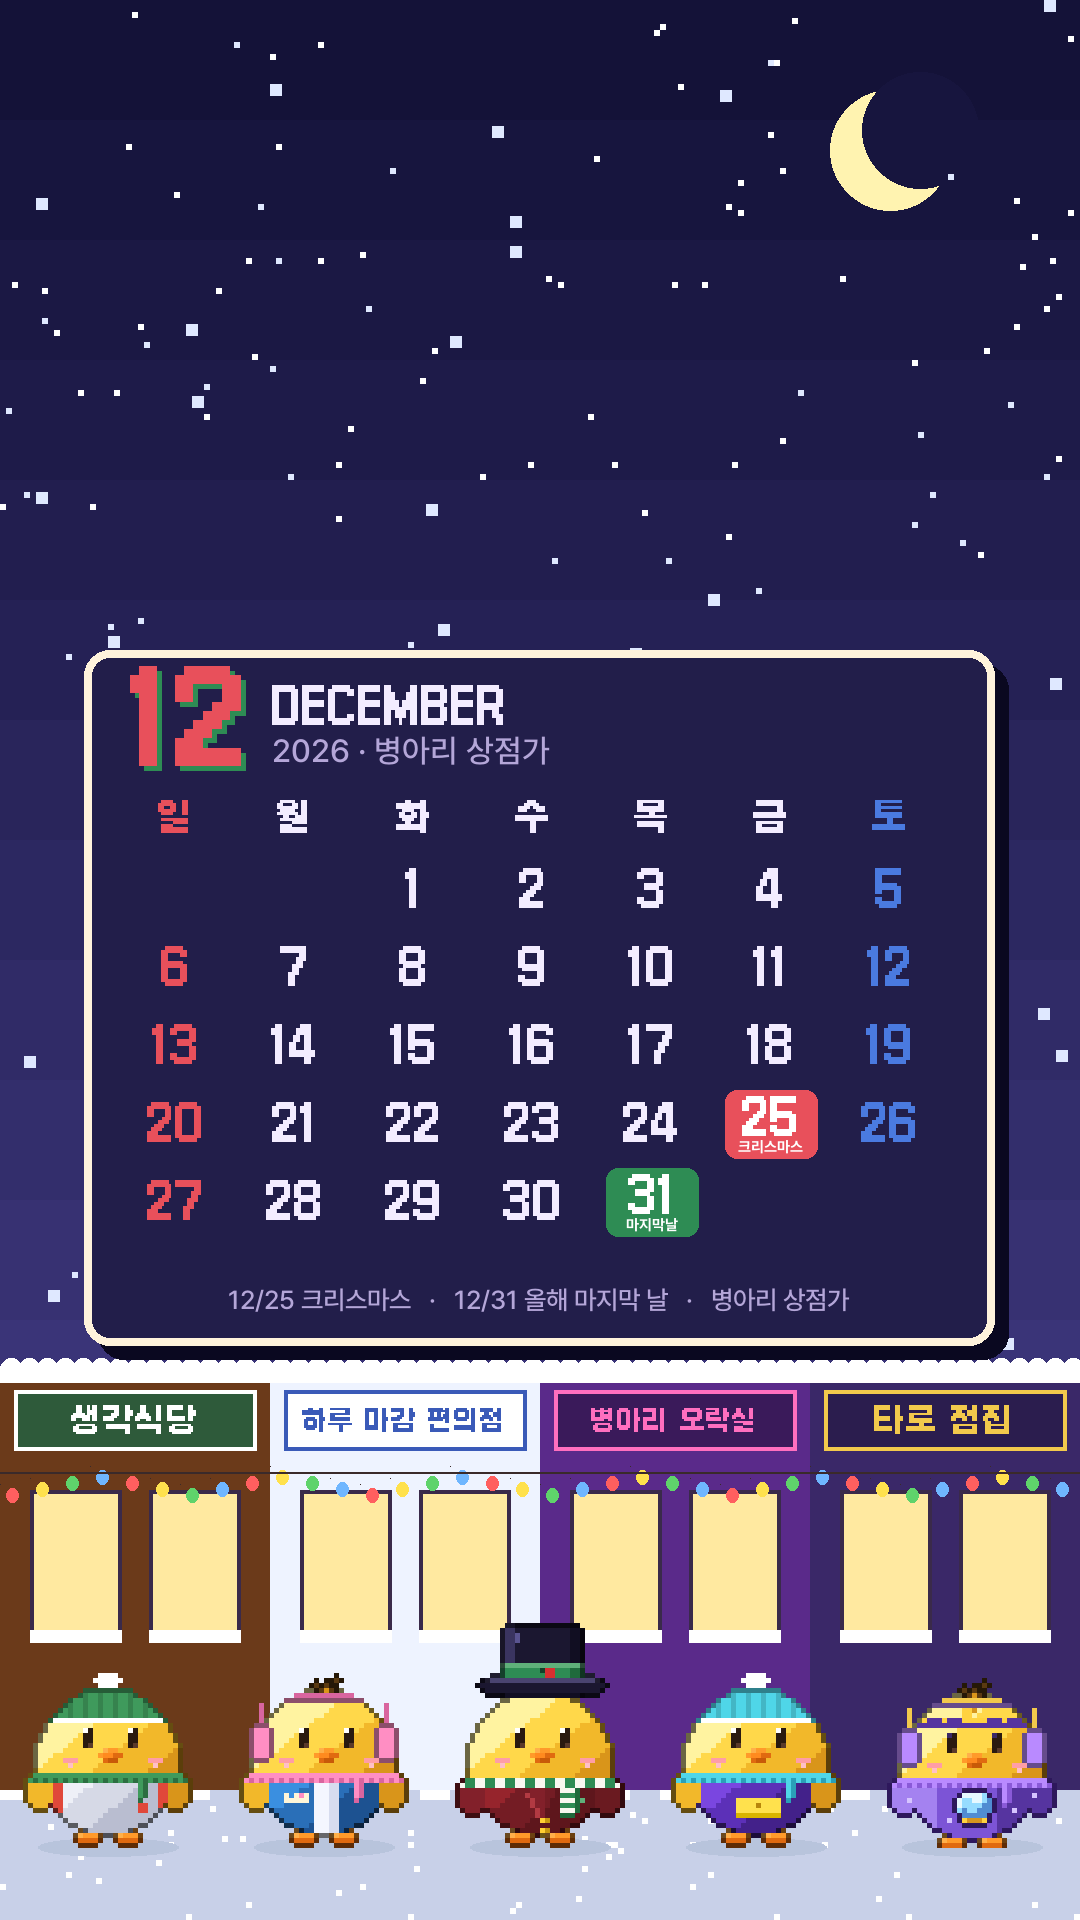 12 DECEMBER
2026 · 병아리 상점가
일 월 화 수 목 금 토
1 2 3 4 5
6 7 8 9 10 11 12
13 14 15 16 17 18 19
20 21 22 23 24 25 26
크리스마스
27 28 29 30 31
마지막날
12/25 크리스마스 · 12/31 올해 마지막 날 · 병아리 상점가
생각식당 하루 마감 편의점 병아리 오락실 타로 점집